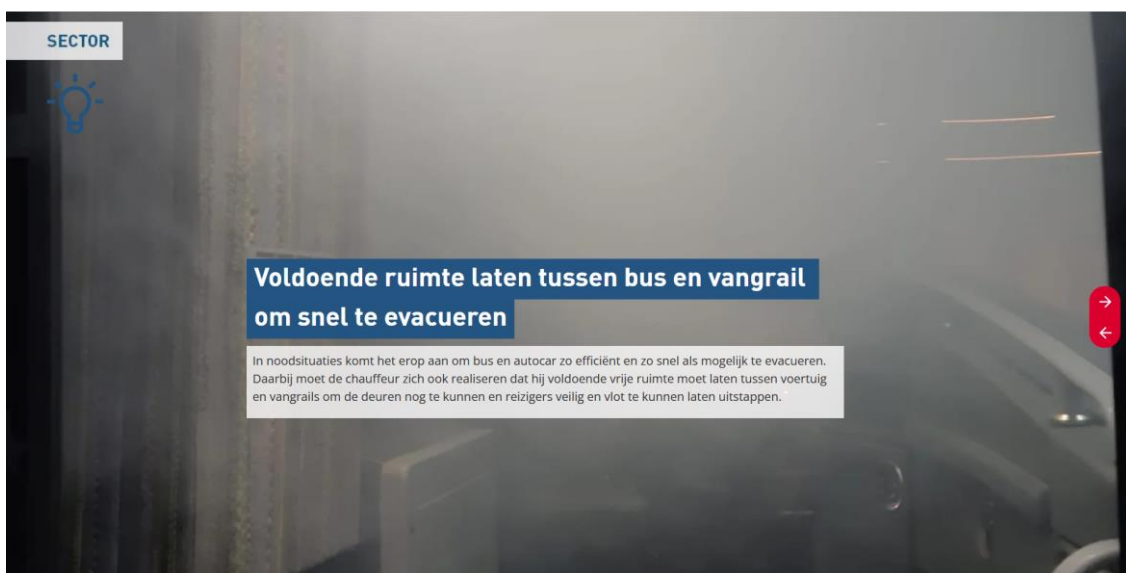 SECTOR
Voldoende ruimte laten tussen bus en vangrail
om snel te evacueren
In noodsituaties komt het erop aan om bus en autocar zo efficiënt en zo snel als mogelijk te evacueren.
Daarbij moet de chauffeur zich ook realiseren dat hij voldoende vrije ruimte moet laten tussen voertuig
en vangrails om de deuren nog te kunnen en reizigers veilig en vlot te kunnen laten uitstappen.